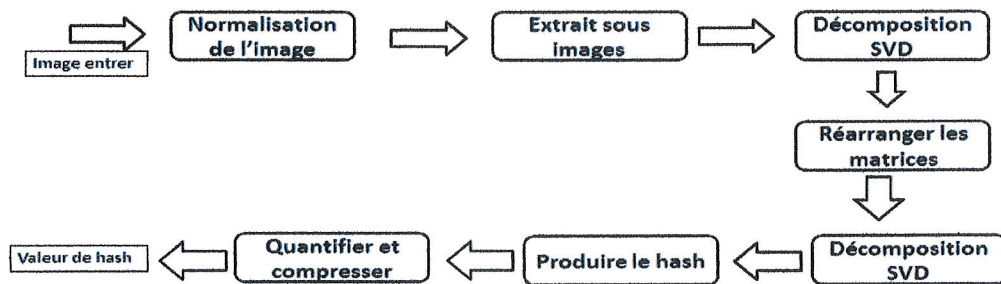 Image entrer
Normalisation
de l'image
Extrait sous
images
Décomposition
SVD
Réarranger les
matrices
Décomposition
SVD
Produire le hash
Quantifier et
compresser
Valeur de hash